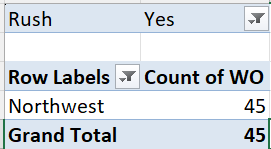 Rush Yes
Row Labels Count of WO
Northwest 45
Grand Total 45